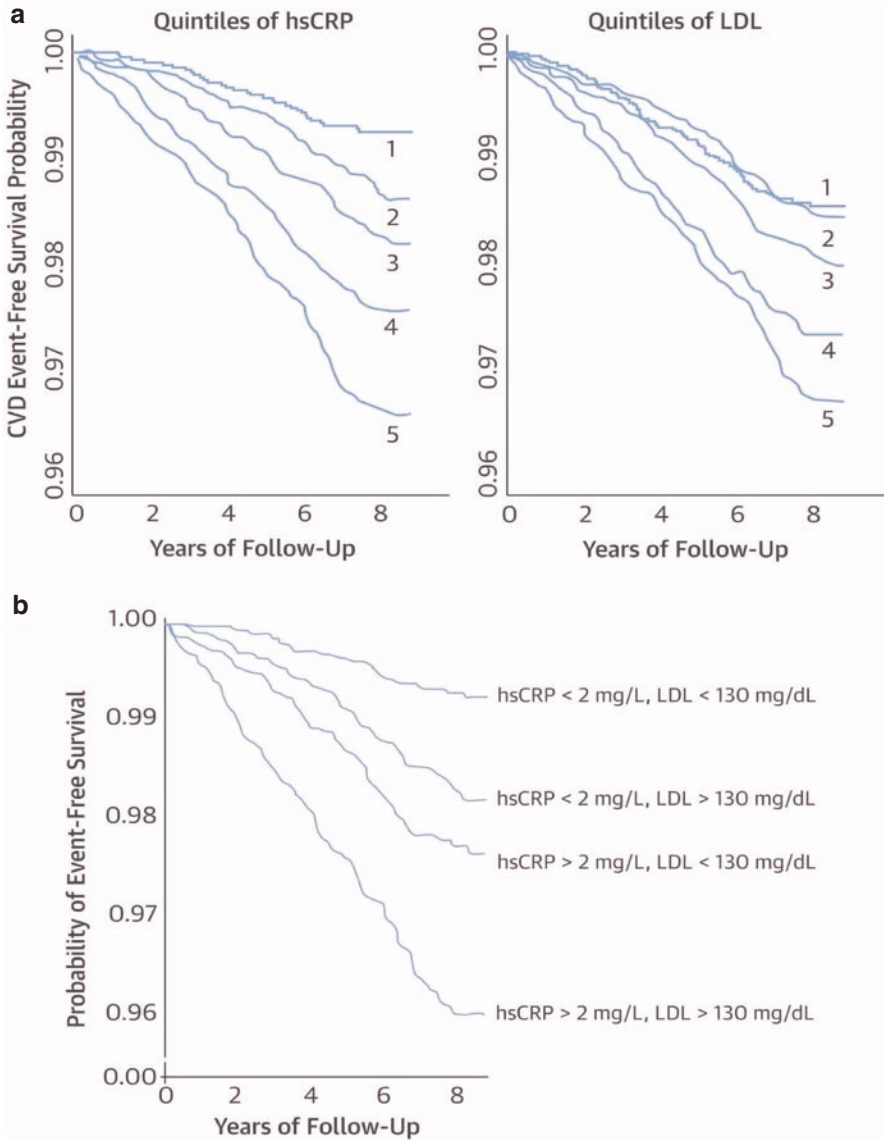 a
Quintiles of hsCRP
CVD Event-Free Survival Probability
1.00
0.99
0.98
0.97
0.96
1
2
3
4
5
0 2 4 6 8
Years of Follow-Up
Quintiles of LDL
1.00
0.99
0.98
0.97
0.96
1
2
3
4
5
0 2 4 6 8
Years of Follow-Up
b
Probability of Event-Free Survival
1.00
0.99
0.98
0.97
0.96
0.00
hsCRP < 2 mg/L, LDL < 130 mg/dL
hsCRP < 2 mg/L, LDL > 130 mg/dL
hsCRP > 2 mg/L, LDL < 130 mg/dL
hsCRP > 2 mg/L, LDL > 130 mg/dL
0 2 4 6 8
Years of Follow-Up